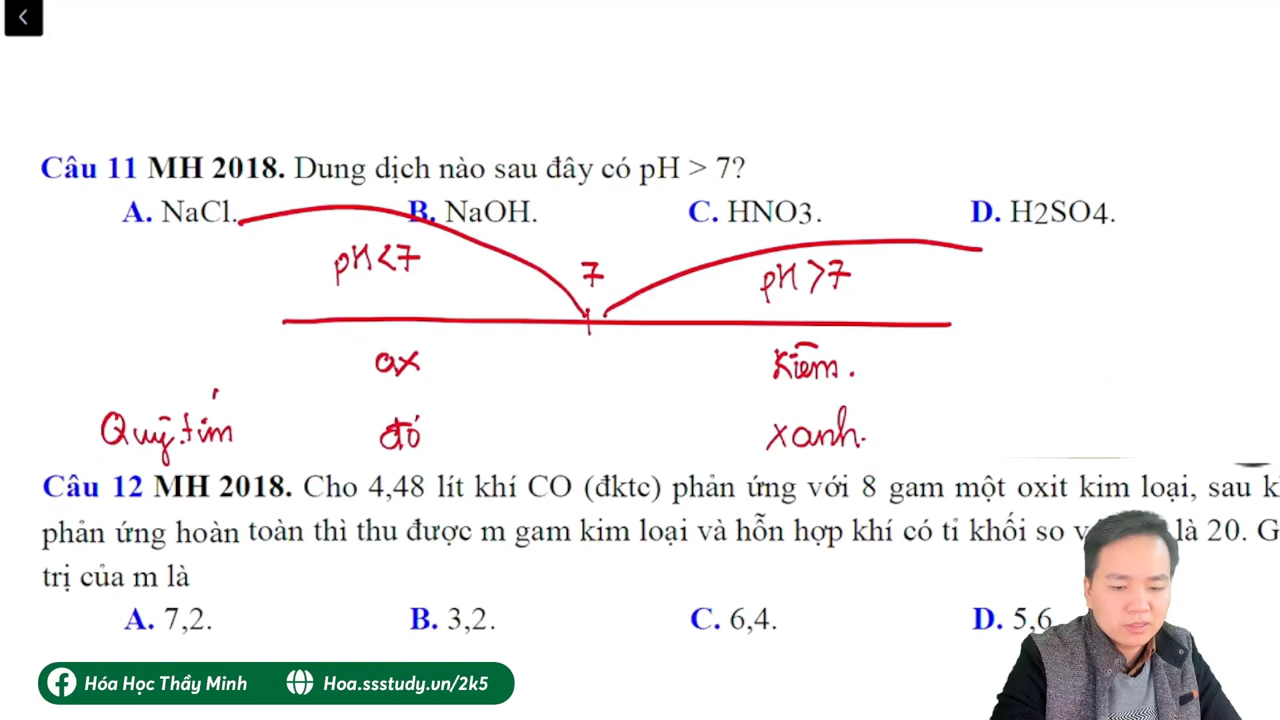 Câu 11 MH 2018. Dung dịch nào sau đây có pH > 7?
A. NaCl. B. NaOH. C. HNO3. D. H2SO4.
pH < 7 7 pH > 7
ax kiềm.
Quỳ tím đỏ xanh.
Câu 12 MH 2018. Cho 4,48 lít khí CO (đktc) phản ứng với 8 gam một oxit kim loại, sau
phản ứng hoàn toàn thì thu được m gam kim loại và hỗn hợp khí có tỉ khối so là 20.
trị của m là
A. 7,2. B. 3,2. C. 6,4. D. 5,6
Hóa Học Thầy Minh Hoa.ssstudy.vn/2k5